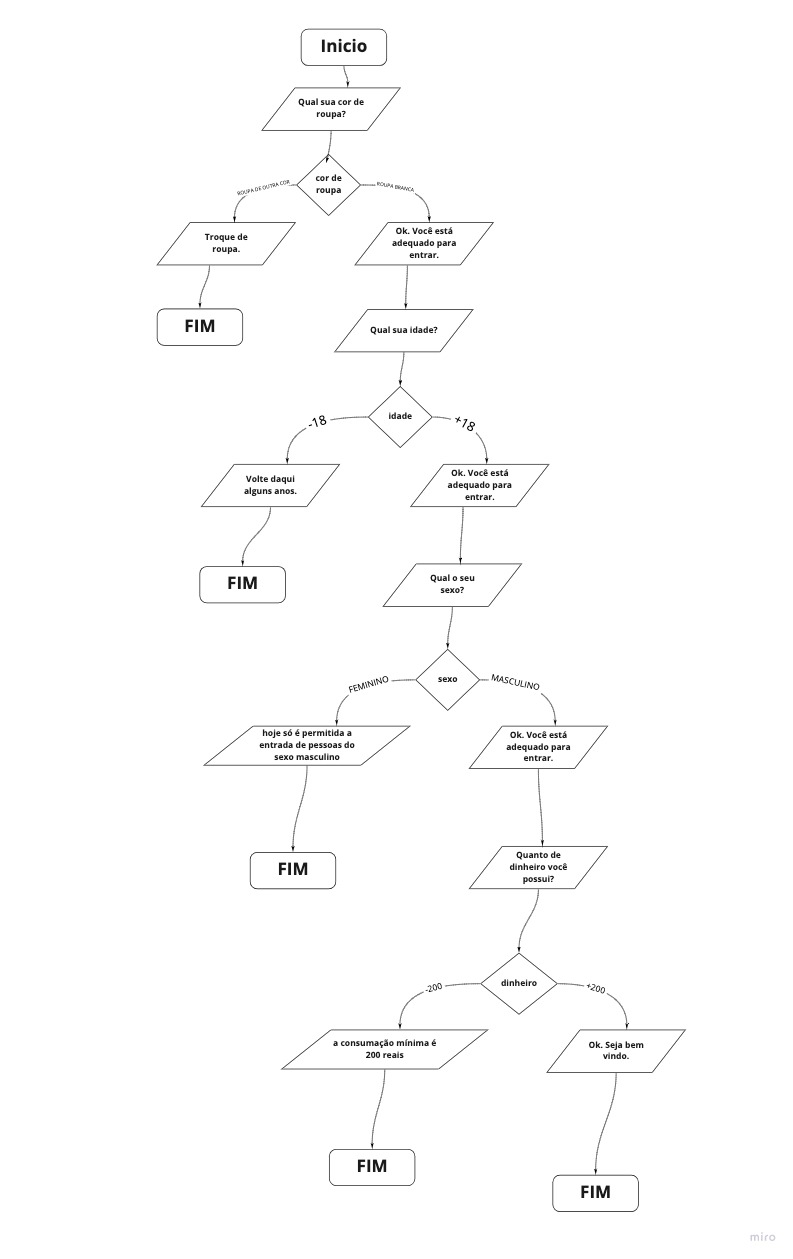 Inicio
Qual sua cor de
roupa?
cor de
roupa
ROUPA DE OUTRA COR
ROUPA BRANCA
Troque de
roupa.
Ok. Você está
adequado para
entrar.
FIM
Qual sua idade?
idade
-18
+18
Volte daqui
alguns anos.
Ok. Você está
adequado para
entrar.
FIM
Qual o seu
sexo?
sexo
FEMININO
MASCULINO
hoje só é permitida a
entrada de pessoas do
sexo masculino
Ok. Você está
adequado para
entrar.
FIM
Quanto de
dinheiro você
possui?
dinheiro
-200
+200
a consumação mínima é
200 reais
Ok. Seja bem
vindo.
FIM
FIM
miro